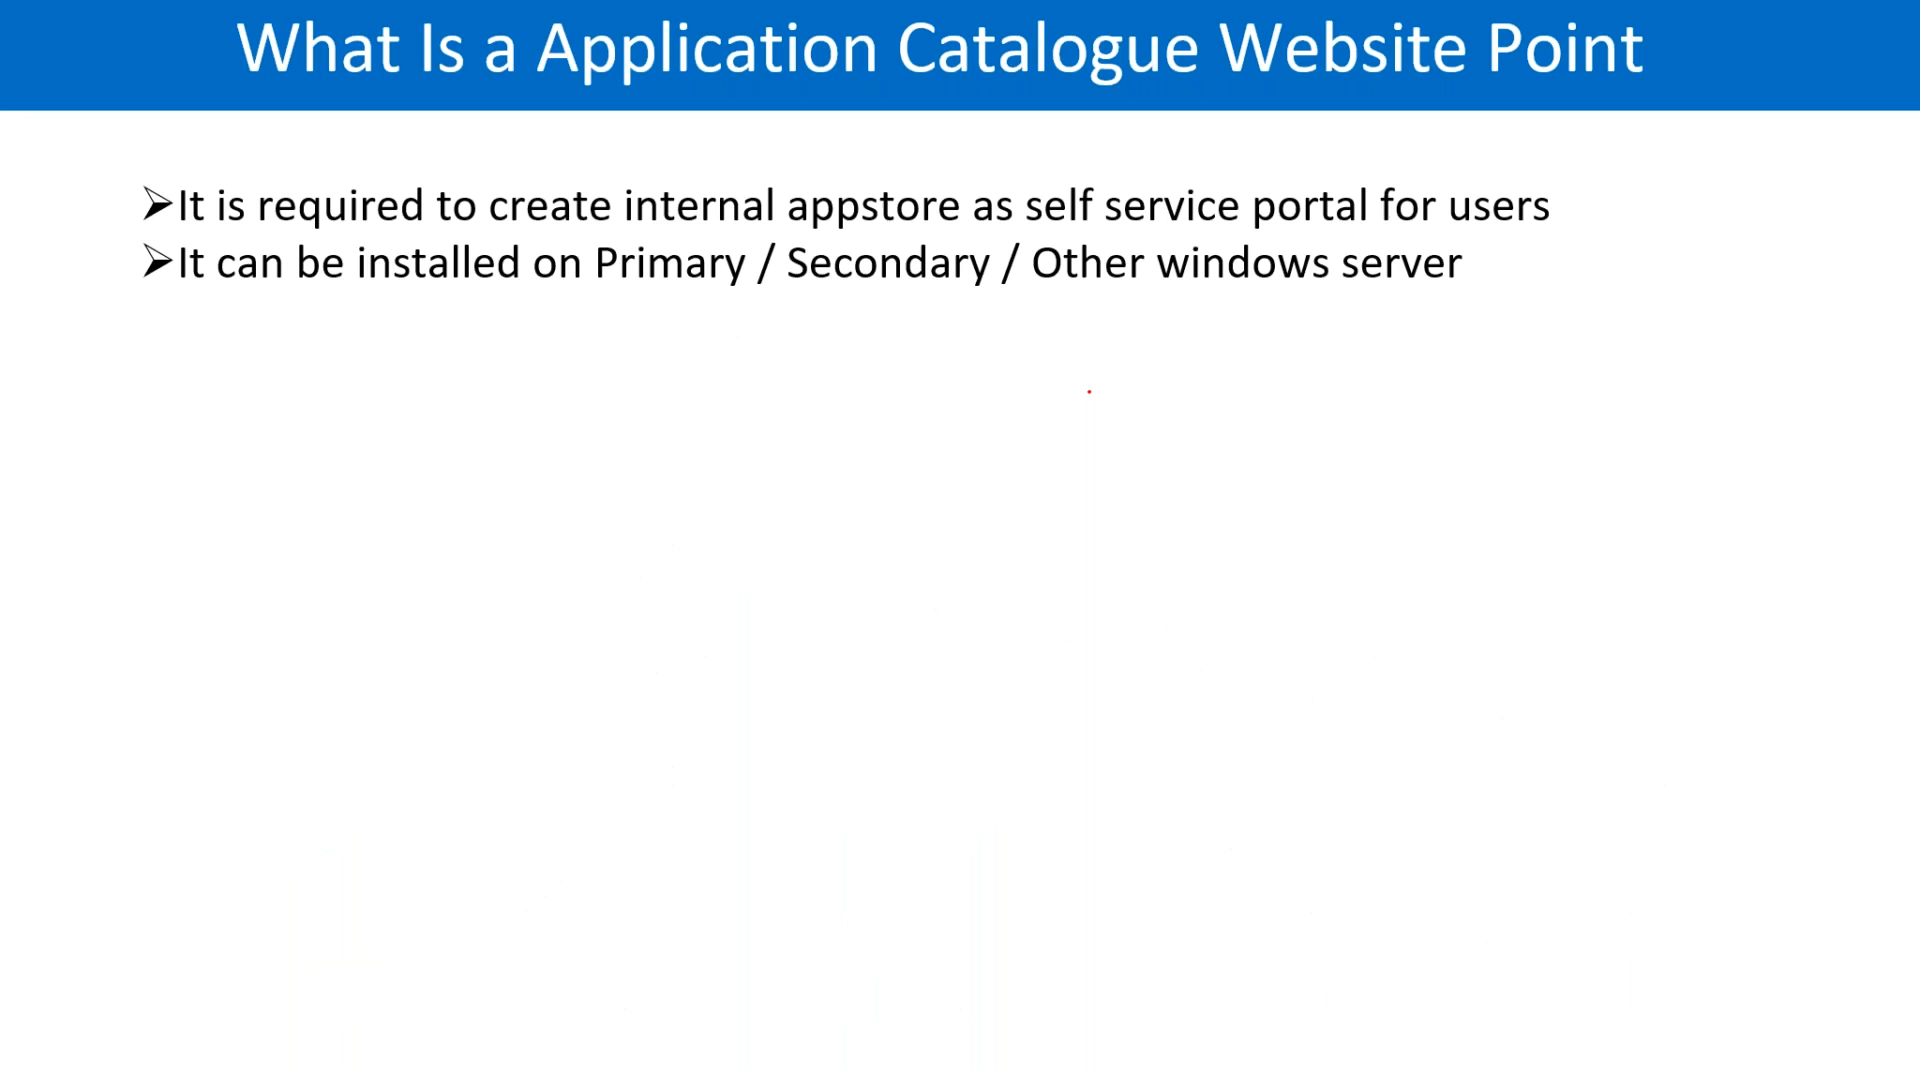 What Is a Application Catalogue Website Point
➢It is required to create internal appstore as self service portal for users
➢It can be installed on Primary / Secondary / Other windows server